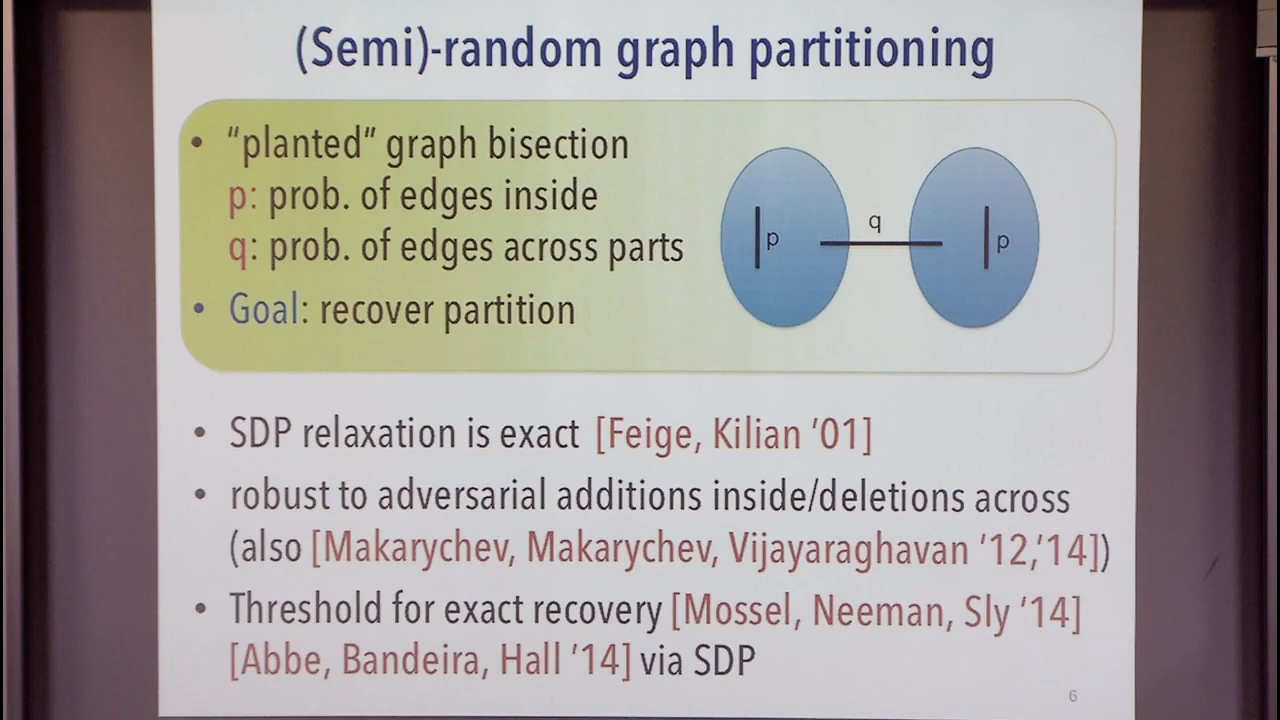 (Semi)-random graph partitioning
• “planted“ graph bisection
p: prob. of edges inside
q: prob. of edges across parts
• Goal: recover partition
p
q
p
• SDP relaxation is exact [Feige, Kilian ’01]
• robust to adversarial additions inside/deletions across
(also [Makarychev, Makarychev, Vijayaraghavan ’12,’14])
• Threshold for exact recovery [Mossel, Neeman, Sly ’14]
[Abbe, Bandeira, Hall ’14] via SDP
6